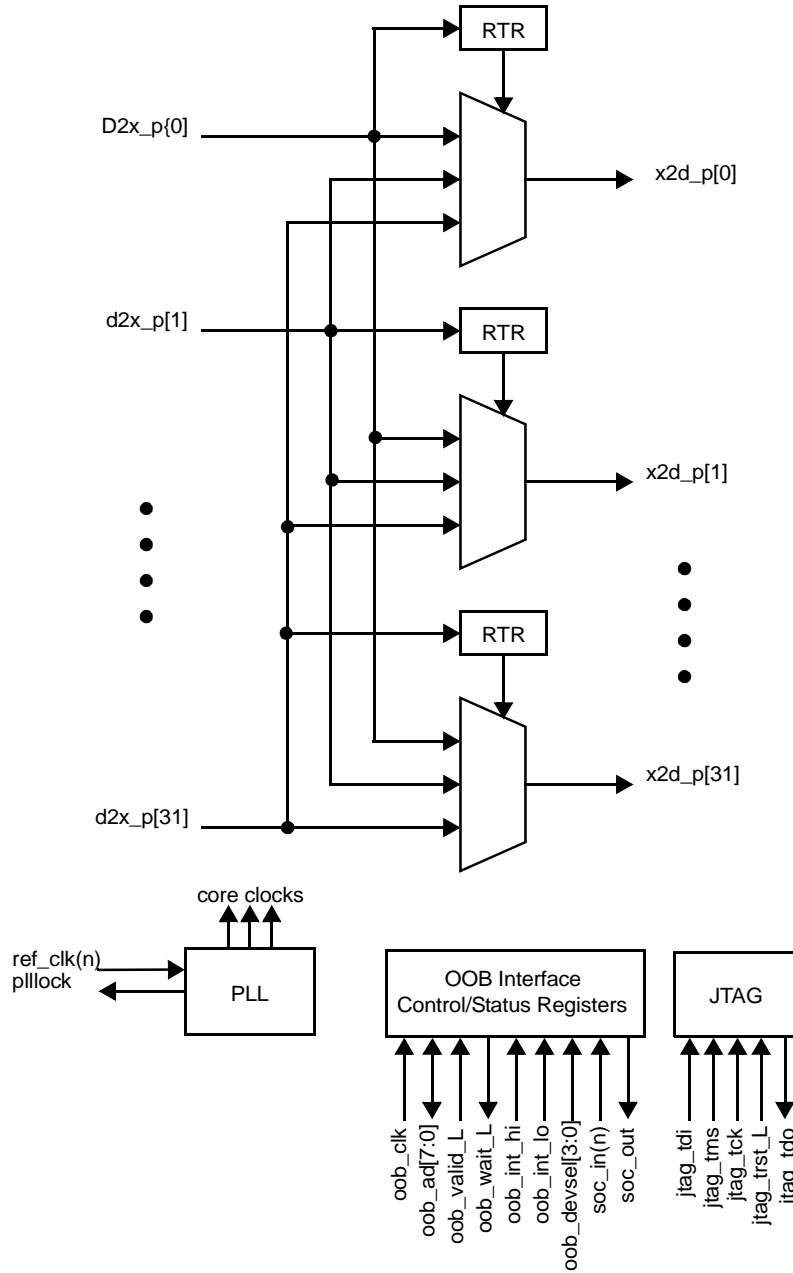 RTR
D2x_p{0]
x2d_p[0]
d2x_p[1]
RTR
x2d_p[1]
RTR
x2d_p[31]
d2x_p[31]
core clocks
ref_clk(n)
plllock
PLL
OOB Interface
Control/Status Registers
JTAG
oob_clk
oob_ad[7:0]
oob_valid_L
oob_wait_L
oob_int_hi
oob_int_lo
oob_devsel[3:0]
soc_in(n)
soc_out
jtag_tdi
jtag_tms
jtag_tck
jtag_trst_L
jtag_tdo